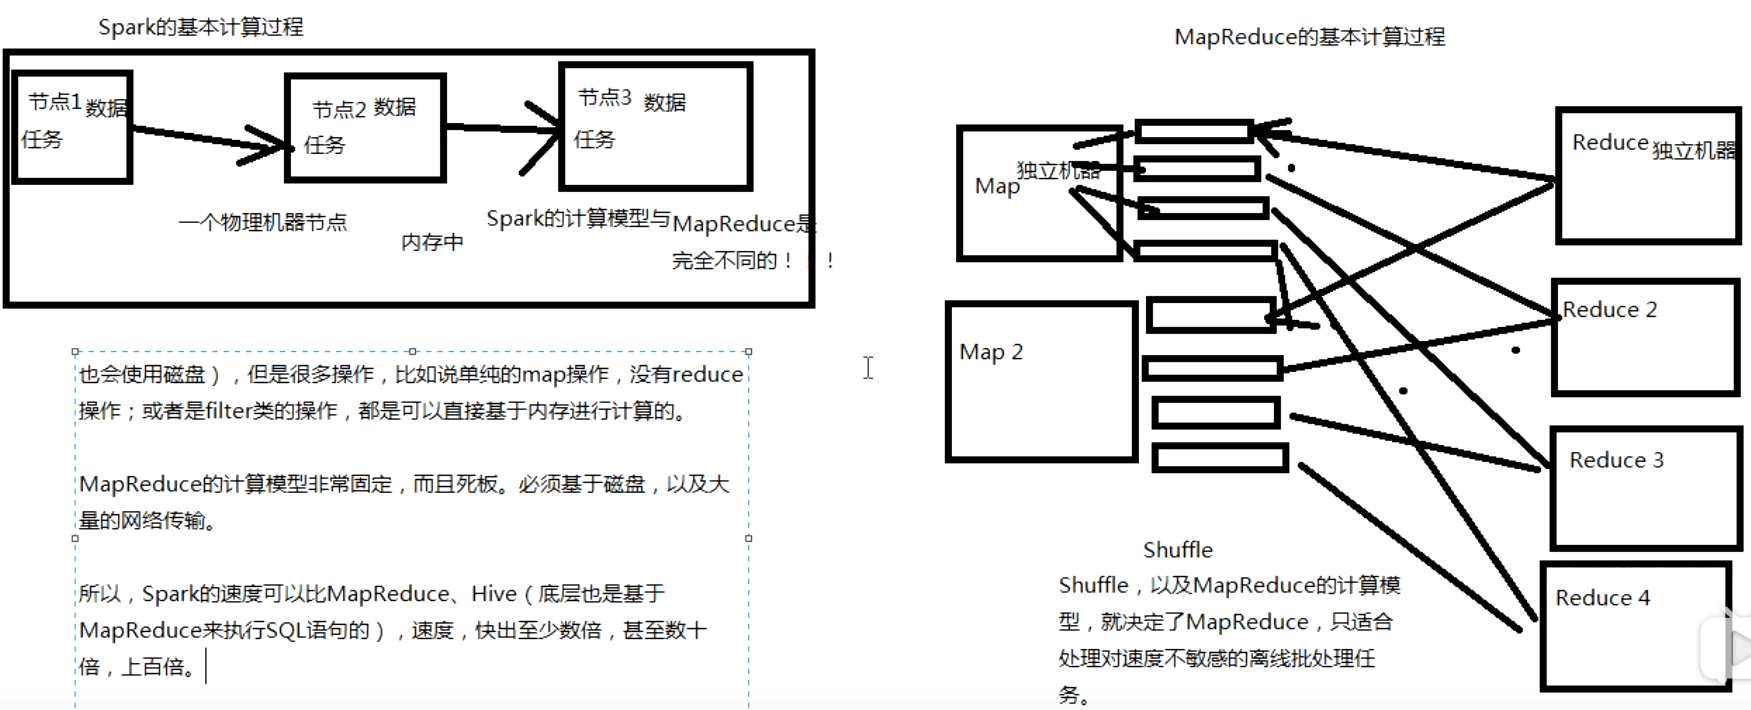 Spark的基本计算过程
节点1 数据
任务
节点2 数据
任务
节点3 数据
任务
一个物理机器节点
内存中
Spark的计算模型与MapReduce是
完全不同的！！！
也会使用磁盘），但是很多操作，比如说单纯的map操作，没有reduce
操作；或者是filter类的操作，都是可以直接基于内存进行计算的。
MapReduce的计算模型非常固定，而且死板。必须基于磁盘，以及大
量的网络传输。
所以，Spark的速度可以比MapReduce、Hive（底层也是基于
MapReduce来执行SQL语句的），速度，快出至少数倍，甚至数十
倍，上百倍。
MapReduce的基本计算过程
Map 独立机器
Map 2
Reduce 独立机器
Reduce 2
Reduce 3
Reduce 4
Shuffle
Shuffle，以及MapReduce的计算模
型，就决定了MapReduce，只适合
处理对速度不敏感的离线批处理任
务。